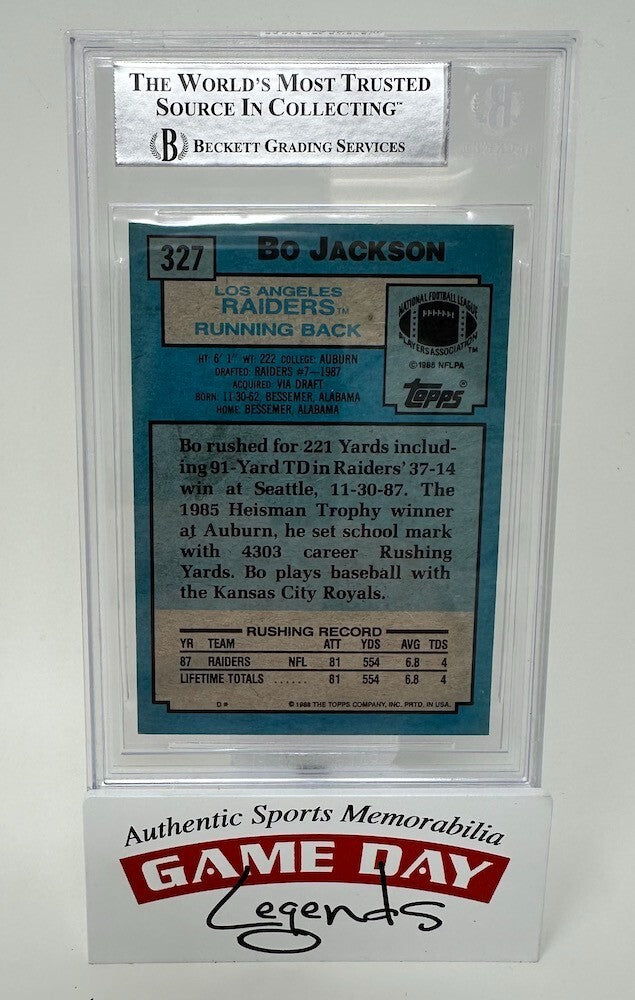 THE WORLD'S MOST TRUSTED
SOURCE IN COLLECTING™
B BECKETT GRADING SERVICES
327 BO JACKSON
LOS ANGELES
RAIDERS™
RUNNING BACK
HT: 6' 1" WT: 222 COLLEGE: AUBURN
DRAFTED: RAIDERS #7—1987
ACQUIRED: VIA DRAFT
BORN: 11-30-62, BESSEMER, ALABAMA
HOME: BESSEMER, ALABAMA
NATIONAL FOOTBALL LEAGUE
PLAYERS ASSOCIATION™
©1988 NFLPA
Topps®
Bo rushed for 221 Yards includ-
ing 91-Yard TD in Raiders' 37-14
win at Seattle, 11-30-87. The
1985 Heisman Trophy winner
at Auburn, he set school mark
with 4303 career Rushing
Yards. Bo plays baseball with
the Kansas City Royals.
RUSHING RECORD
YR TEAM ATT YDS AVG TDS
87 RAIDERS NFL 81 554 6.8 4
LIFETIME TOTALS ...... 81 554 6.8 4
D* © 1988 THE TOPPS COMPANY, INC. PRTD. IN USA.
Authentic Sports Memorabilia
GAME DAY
Legends